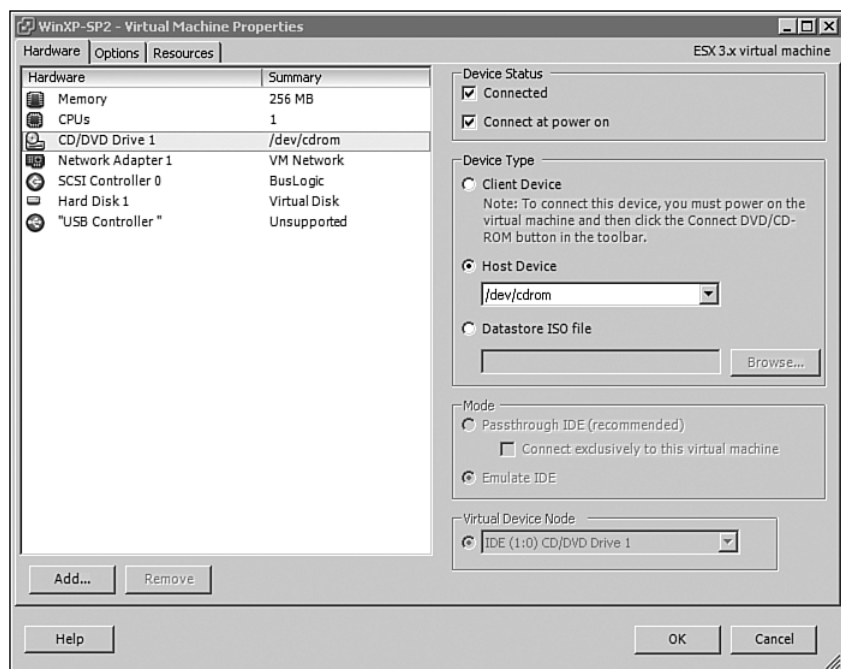 WinXP-SP2 - Virtual Machine Properties
Hardware Options Resources
ESX 3.x virtual machine
Hardware Summary
Memory 256 MB
CPUs 1
CD/DVD Drive 1 /dev/cdrom
Network Adapter 1 VM Network
SCSI Controller 0 BusLogic
Hard Disk 1 Virtual Disk
"USB Controller " Unsupported
Add... Remove
Device Status
Connected
Connect at power on
Device Type
Client Device
Note: To connect this device, you must power on the
virtual machine and then click the Connect DVD/CD-
ROM button in the toolbar.
Host Device
/dev/cdrom
Datastore ISO file
Browse...
Mode
Passthrough IDE (recommended)
Connect exclusively to this virtual machine
Emulate IDE
Virtual Device Node
IDE (1:0) CD/DVD Drive 1
Help OK Cancel